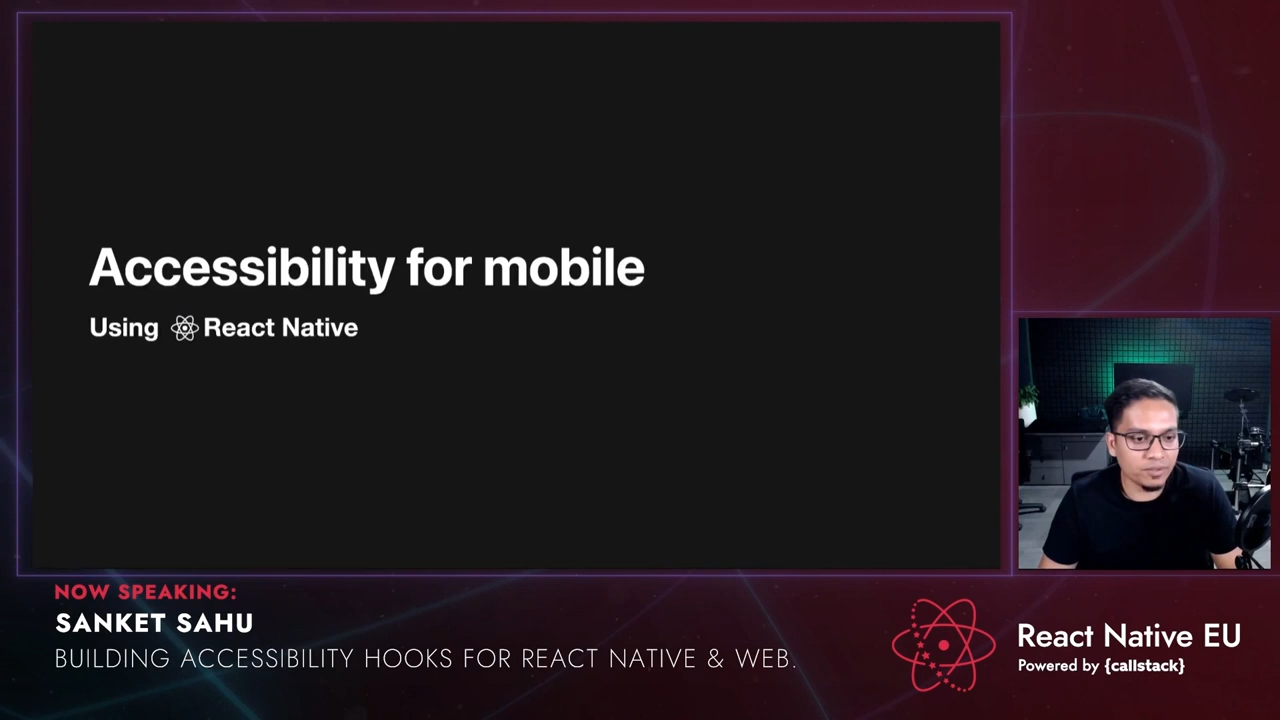 Accessibility for mobile
Using React Native
NOW SPEAKING:
SANKET SAHU
BUILDING ACCESSIBILITY HOOKS FOR REACT NATIVE & WEB.
React Native EU
Powered by {callstack}